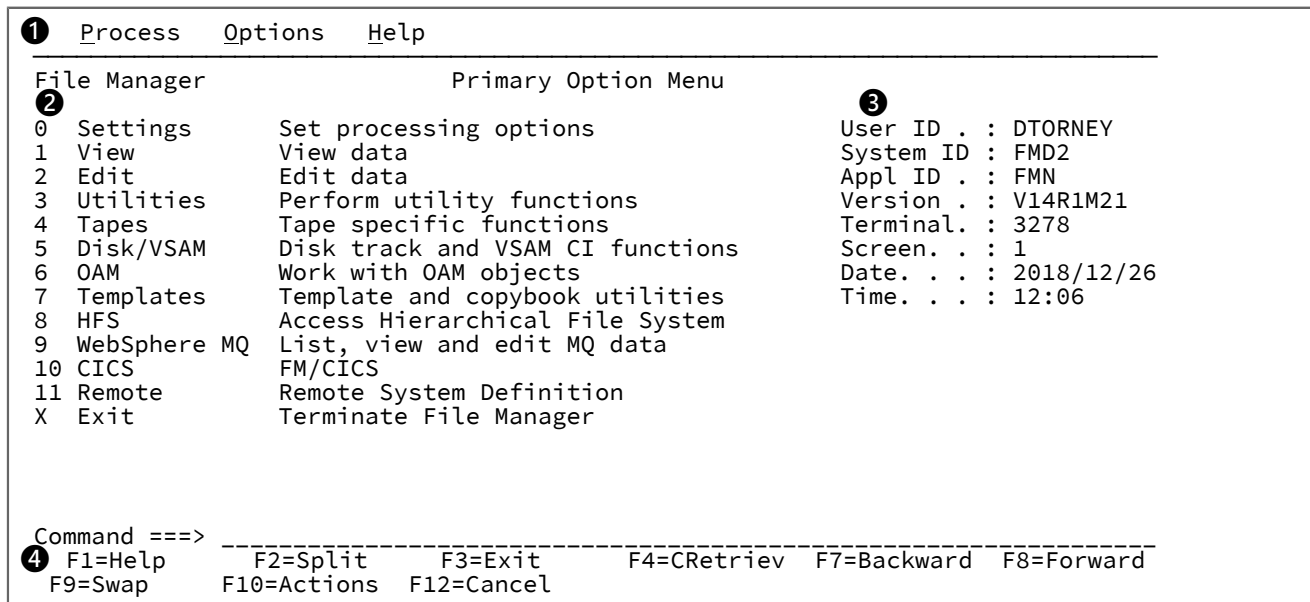 ❶ Process Options Help
File Manager Primary Option Menu
❷ ❸
0 Settings Set processing options User ID . : DTORNEY
1 View View data System ID : FMD2
2 Edit Edit data Appl ID . : FMN
3 Utilities Perform utility functions Version . : V14R1M21
4 Tapes Tape specific functions Terminal. : 3278
5 Disk/VSAM Disk track and VSAM CI functions Screen. . : 1
6 OAM Work with OAM objects Date. . . : 2018/12/26
7 Templates Template and copybook utilities Time. . . : 12:06
8 HFS Access Hierarchical File System
9 WebSphere MQ List, view and edit MQ data
10 CICS FM/CICS
11 Remote Remote System Definition
X Exit Terminate File Manager
Command ===> _________________________________________________________________
❹ F1=Help F2=Split F3=Exit F4=CRetriev F7=Backward F8=Forward
F9=Swap F10=Actions F12=Cancel